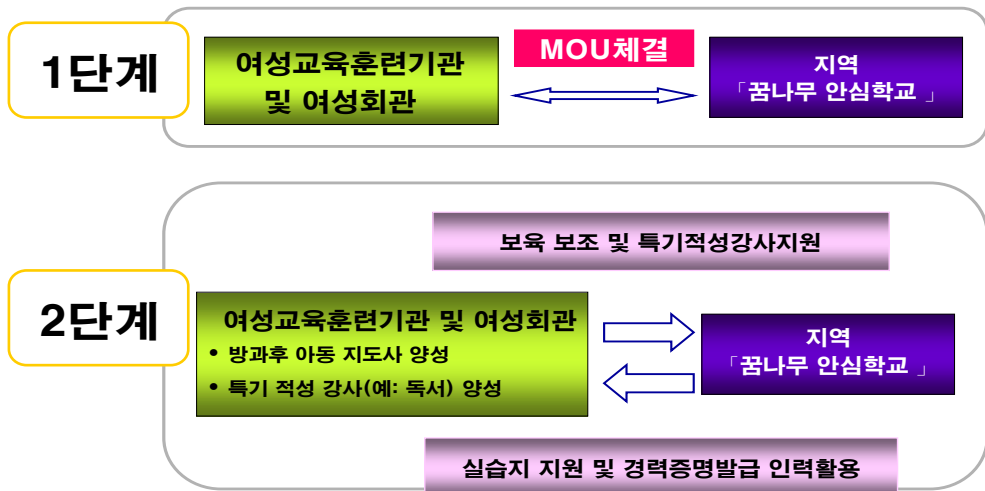 1단계
여성교육훈련기관
및 여성회관
MOU체결
지역
「꿈나무 안심학교 」
2단계
보육 보조 및 특기적성강사지원
여성교육훈련기관 및 여성회관
• 방과후 아동 지도사 양성
• 특기 적성 강사(예: 독서) 양성
지역
「꿈나무 안심학교 」
실습지 지원 및 경력증명발급 인력활용